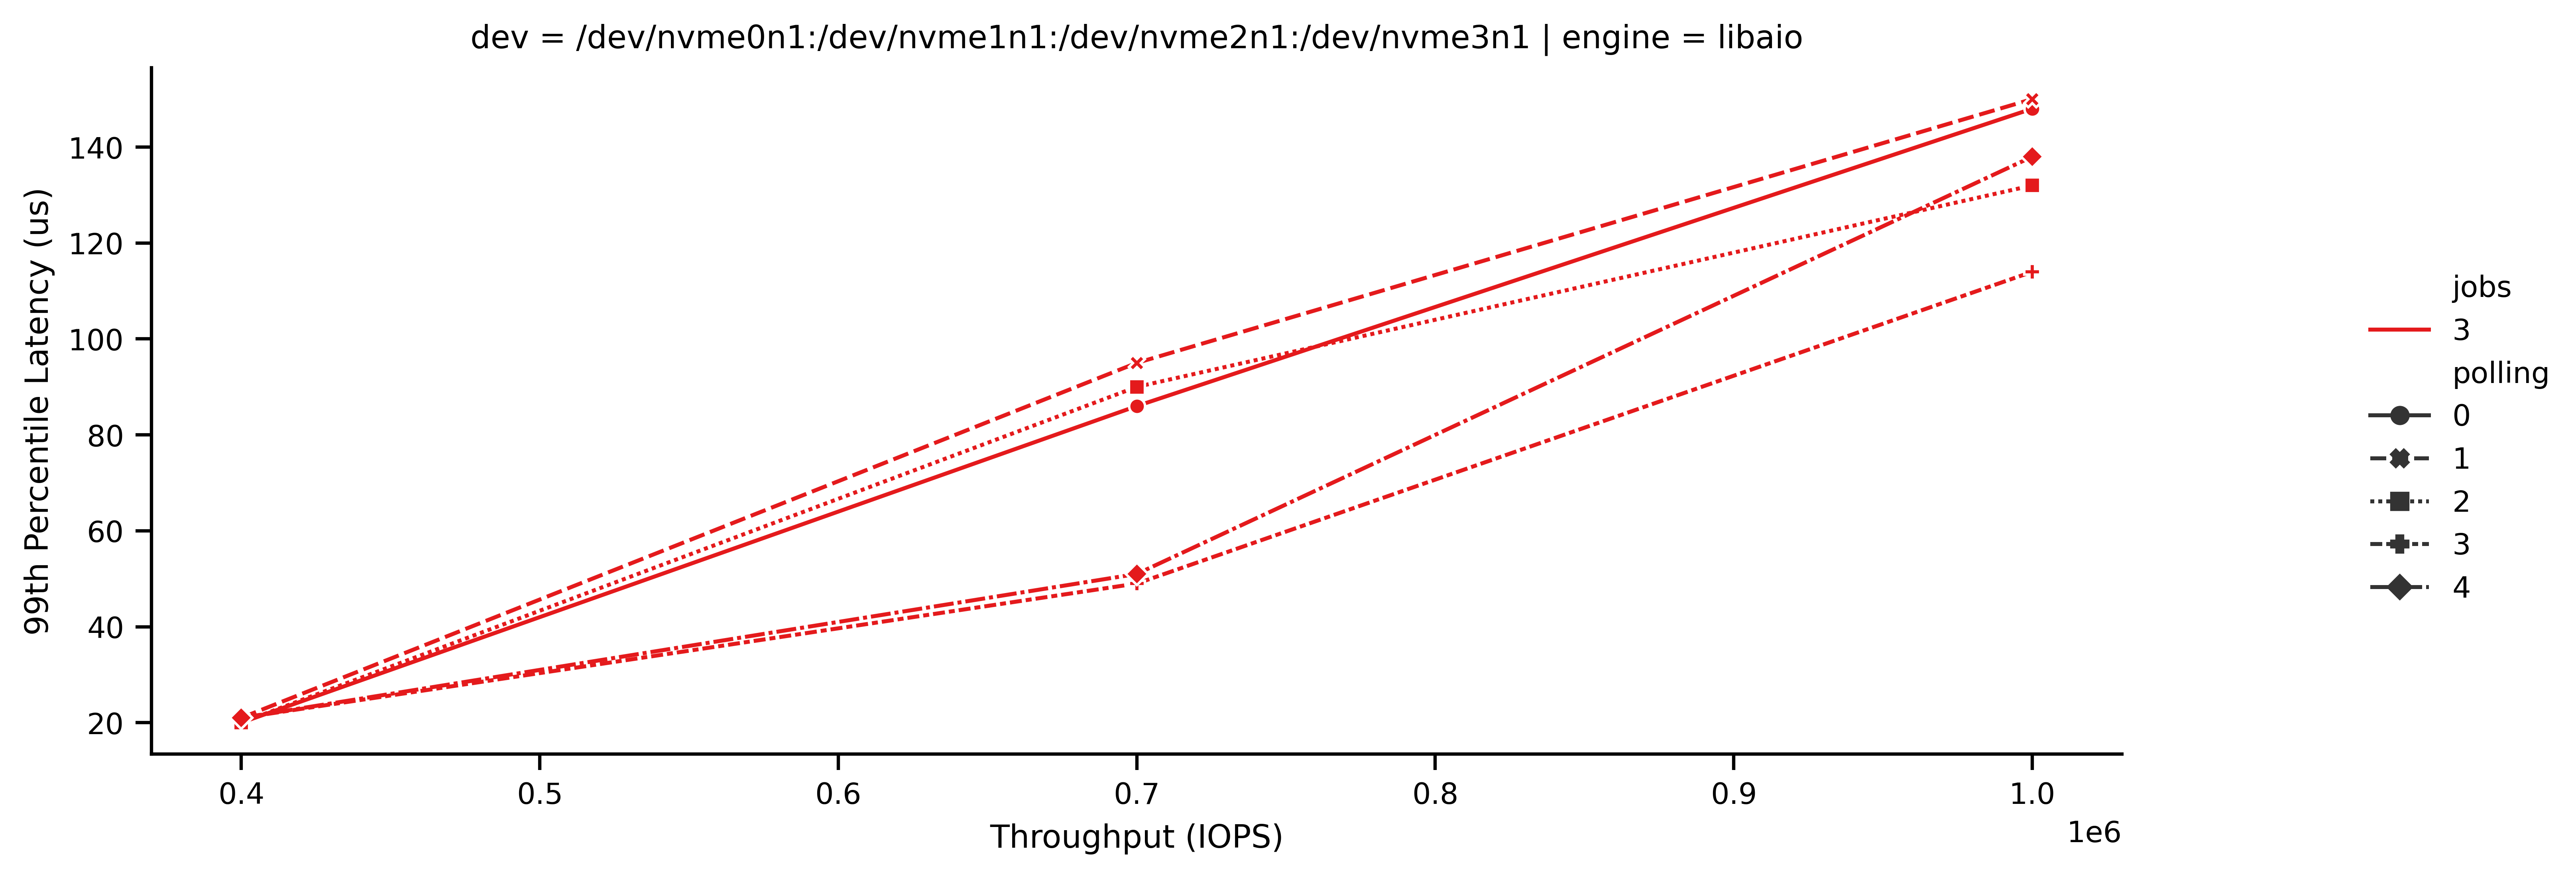 dev = /dev/nvme0n1:/dev/nvme1n1:/dev/nvme2n1:/dev/nvme3n1 | engine = libaio
99th Percentile Latency (us)
140
120
100
80
60
40
20
0.4 0.5 0.6 0.7 0.8 0.9 1.0
1e6
Throughput (IOPS)
jobs
3
polling
0
1
2
3
4